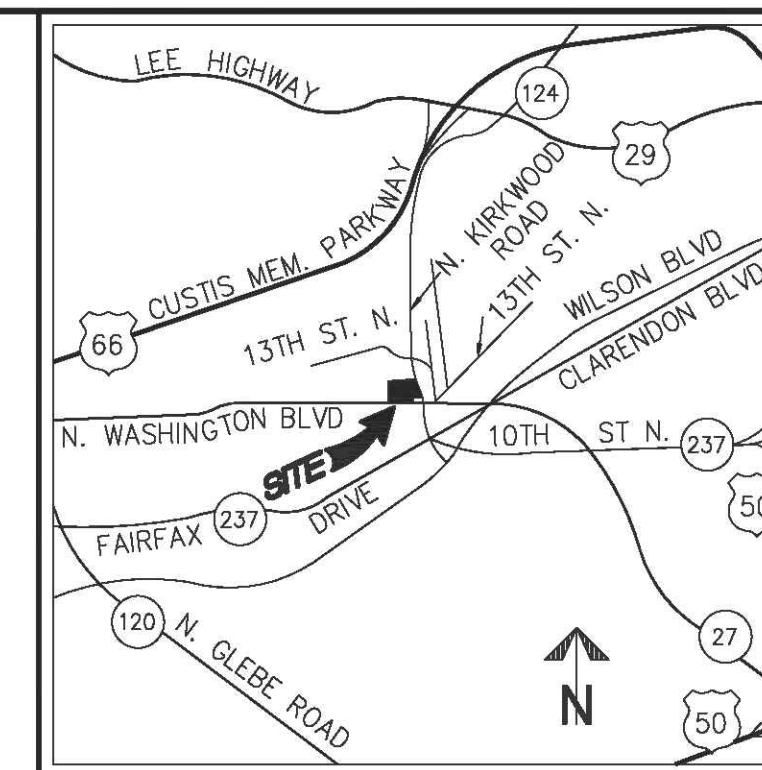 LEE HIGHWAY
124
29
N. KIRKWOOD
ROAD
CUSTIS MEM. PARKWAY
13TH ST. N.
WILSON BLVD
66
13TH ST. N.
CLARENDON BLVD
N. WASHINGTON BLVD
10TH ST N.
237
SITE
50
237
FAIRFAX DRIVE
120
N. GLEBE ROAD
27
N
50